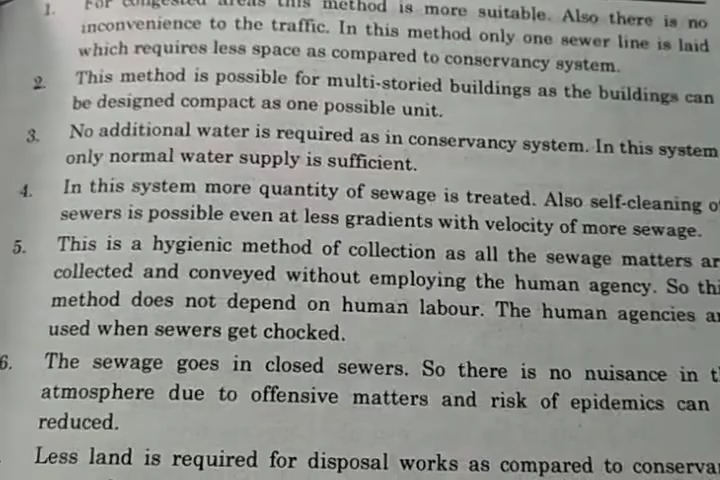 1. For congested areas this method is more suitable. Also there is no
inconvenience to the traffic. In this method only one sewer line is laid
which requires less space as compared to conservancy system.
2. This method is possible for multi-storied buildings as the buildings can
be designed compact as one possible unit.
3. No additional water is required as in conservancy system. In this system
only normal water supply is sufficient.
4. In this system more quantity of sewage is treated. Also self-cleaning o
sewers is possible even at less gradients with velocity of more sewage.
5. This is a hygienic method of collection as all the sewage matters ar
collected and conveyed without employing the human agency. So thi
method does not depend on human labour. The human agencies a
used when sewers get chocked.
6. The sewage goes in closed sewers. So there is no nuisance in t
atmosphere due to offensive matters and risk of epidemics can
reduced.
Less land is required for disposal works as compared to conserva